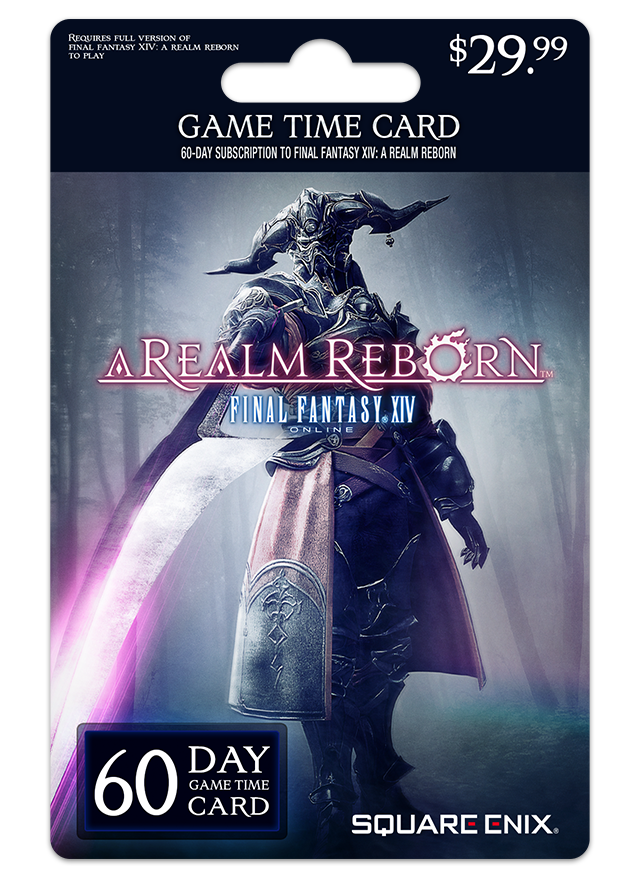 REQUIRES FULL VERSION OF
FINAL FANTASY XIV: A REALM REBORN
TO PLAY
$29.99
GAME TIME CARD
60-DAY SUBSCRIPTION TO FINAL FANTASY XIV: A REALM REBORN
A REALM REBORN™
FINAL FANTASY® XIV
ONLINE
60 DAY
GAME TIME
CARD
SQUARE ENIX®